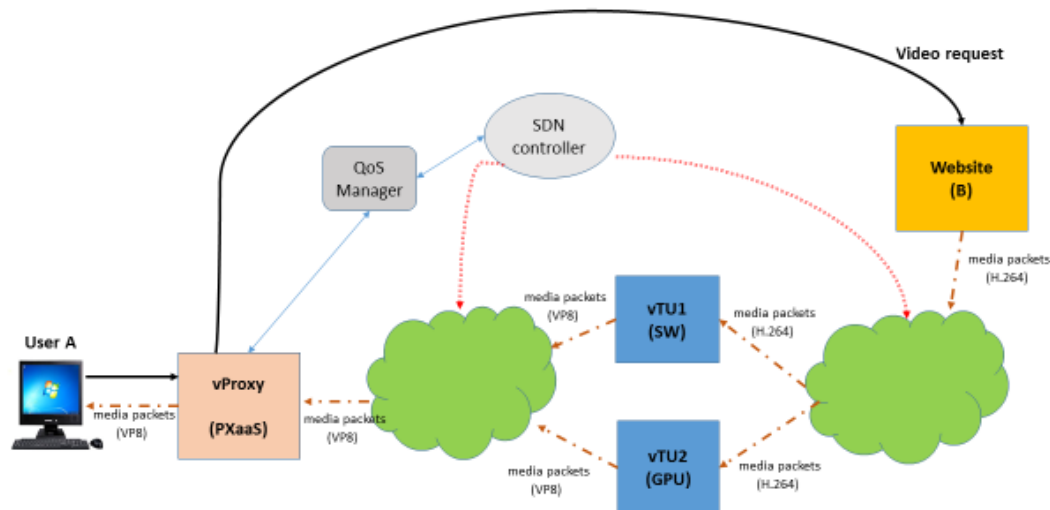 Video request
SDN
controller
QoS
Manager
Website
(B)
media packets
(H.264)
media packets
(VP8)
vTU1
(SW)
media packets
(H.264)
User A
vProxy
(PXaaS)
media packets
(VP8)
media packets
(VP8)
media packets
(VP8)
vTU2
(GPU)
media packets
(H.264)